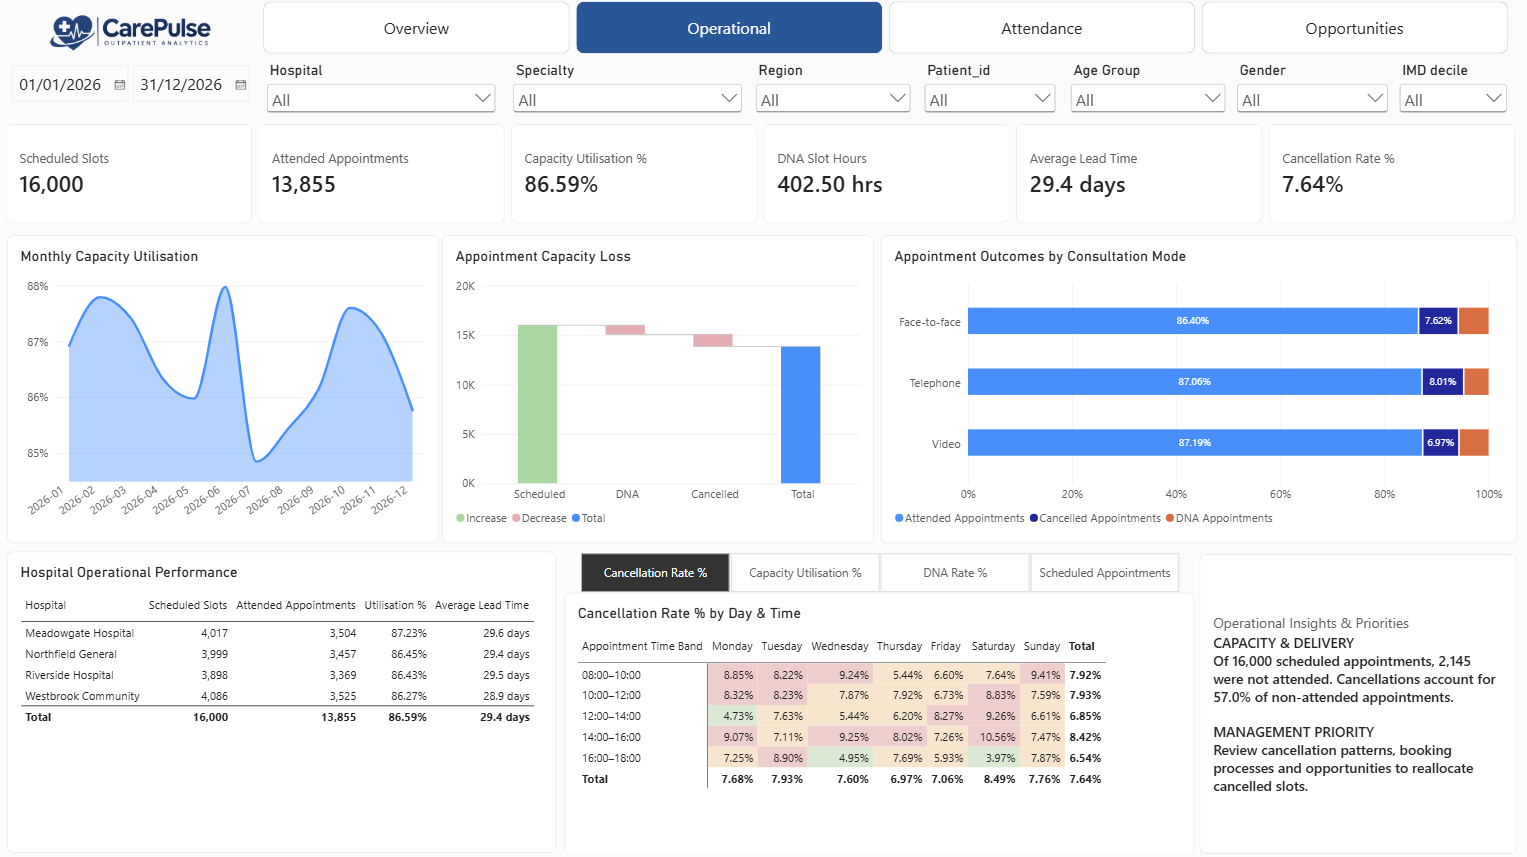 CarePulse
OUTPATIENT ANALYTICS
Overview
Operational
Attendance
Opportunities
01/01/2026
31/12/2026
Hospital
All
Specialty
All
Region
All
Patient_id
All
Age Group
All
Gender
All
IMD decile
All
Scheduled Slots
16,000
Attended Appointments
13,855
Capacity Utilisation %
86.59%
DNA Slot Hours
402.50 hrs
Average Lead Time
29.4 days
Cancellation Rate %
7.64%
Monthly Capacity Utilisation
88%
87%
86%
85%
2026-01 2026-02 2026-03 2026-04 2026-05 2026-06 2026-07 2026-08 2026-09 2026-10 2026-11 2026-12
Appointment Capacity Loss
20K
15K
10K
5K
0K
Scheduled DNA Cancelled Total
Increase Decrease Total
Appointment Outcomes by Consultation Mode
Face-to-face 86.40% 7.62%
Telephone 87.06% 8.01%
Video 87.19% 6.97%
0% 20% 40% 60% 80% 100%
Attended Appointments Cancelled Appointments DNA Appointments
Hospital Operational Performance
Hospital Scheduled Slots Attended Appointments Utilisation % Average Lead Time
Meadowgate Hospital 4,017 3,504 87.23% 29.6 days
Northfield General 3,999 3,457 86.45% 29.4 days
Riverside Hospital 3,898 3,369 86.43% 29.5 days
Westbrook Community 4,086 3,525 86.27% 28.9 days
Total 16,000 13,855 86.59% 29.4 days
Cancellation Rate % Capacity Utilisation % DNA Rate % Scheduled Appointments
Cancellation Rate % by Day & Time
Appointment Time Band Monday Tuesday Wednesday Thursday Friday Saturday Sunday Total
08:00–10:00 8.85% 8.22% 9.24% 5.44% 6.60% 7.64% 9.41% 7.92%
10:00–12:00 8.32% 8.23% 7.87% 7.92% 6.73% 8.83% 7.59% 7.93%
12:00–14:00 4.73% 7.63% 5.44% 6.20% 8.27% 9.26% 6.61% 6.85%
14:00–16:00 9.07% 7.11% 9.25% 8.02% 7.26% 10.56% 7.47% 8.42%
16:00–18:00 7.25% 8.90% 4.95% 7.69% 5.93% 3.97% 7.87% 6.54%
Total 7.68% 7.93% 7.60% 6.97% 7.06% 8.49% 7.76% 7.64%
Operational Insights & Priorities
CAPACITY & DELIVERY
Of 16,000 scheduled appointments, 2,145
were not attended. Cancellations account for
57.0% of non-attended appointments.
MANAGEMENT PRIORITY
Review cancellation patterns, booking
processes and opportunities to reallocate
cancelled slots.